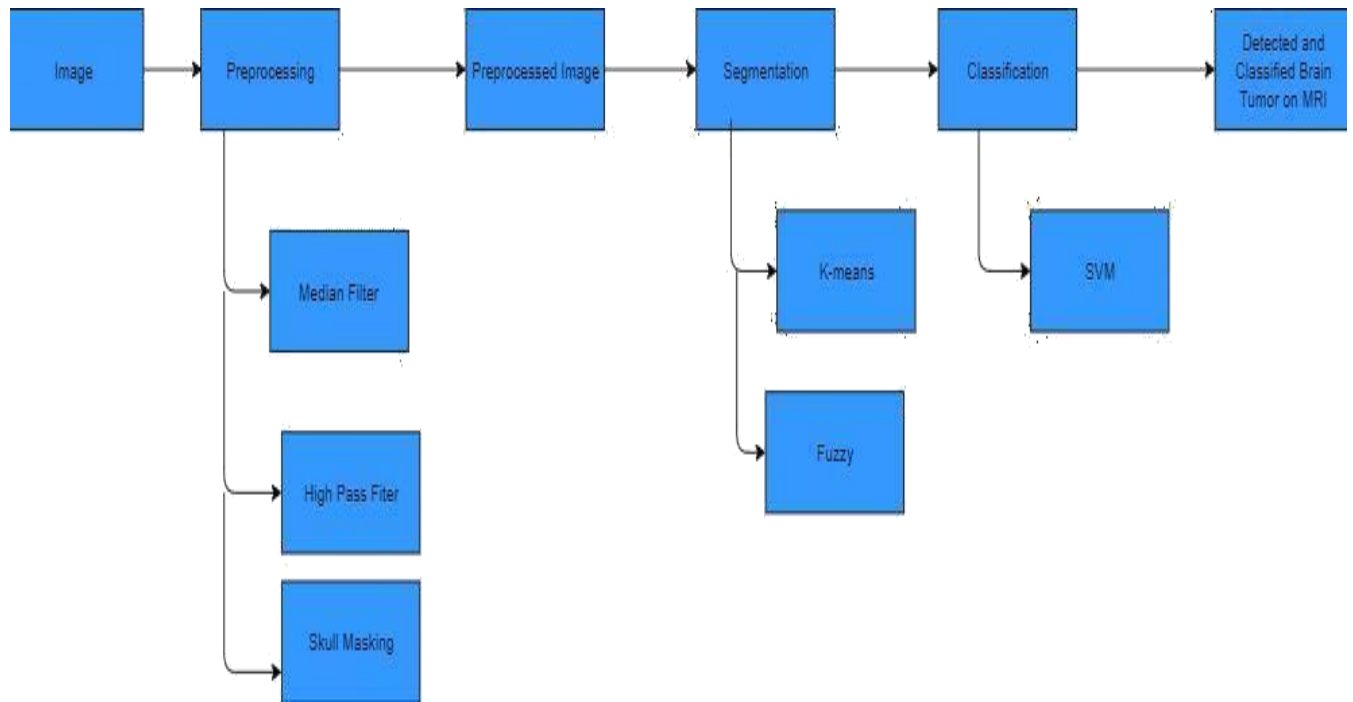 Image
Preprocessing
Preprocessed Image
Segmentation
Classification
Detected and
Classified Brain
Tumor on MRI
Median Filter
K-means
SVM
High Pass Fiter
Fuzzy
Skull Masking